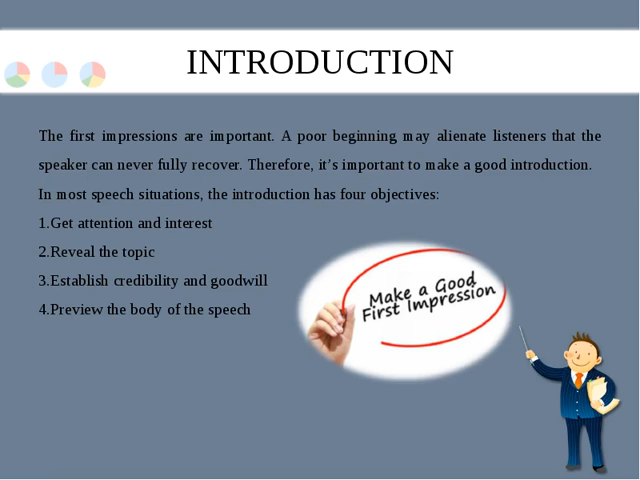 INTRODUCTION
The first impressions are important. A poor beginning may alienate listeners that the
speaker can never fully recover. Therefore, it’s important to make a good introduction.
In most speech situations, the introduction has four objectives:
1.Get attention and interest
2.Reveal the topic
3.Establish credibility and goodwill
4.Preview the body of the speech
Make a Good
First Impression